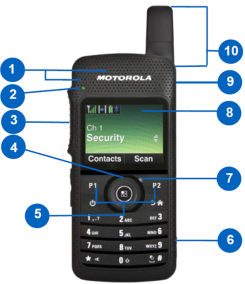 10
1
MOTOROLA
9
2
8
3
Ch 1
Security
4
Contacts Scan
7
P1 P2
5
1 2 ABC DEF 3
4 GHI 5 JKL MNO 6
6
7 PQRS 8 TUV WXYZ 9
* 0 #